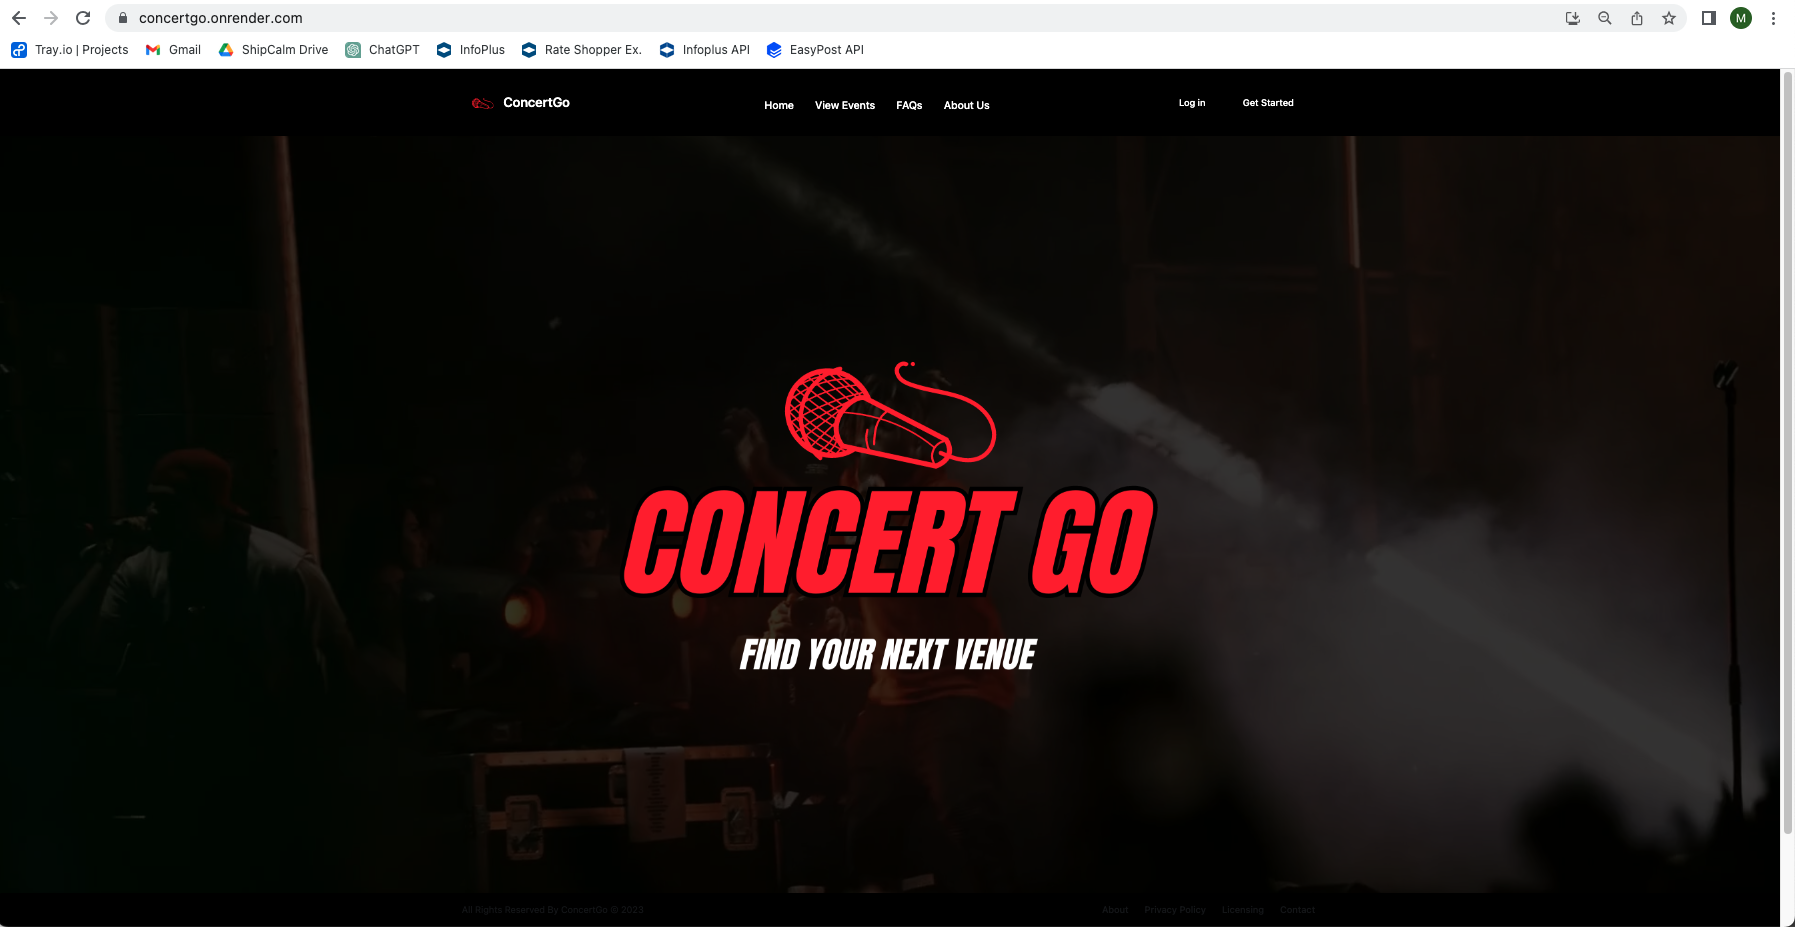 concertgo.onrender.com
M
Tray.io | Projects Gmail ShipCalm Drive ChatGPT InfoPlus Rate Shopper Ex. Infoplus API EasyPost API
ConcertGo Home View Events FAQs About Us Log in Get Started
CONCERT GO
FIND YOUR NEXT VENUE
All Rights Reserved By ConcertGo © 2023 About Privacy Policy Licensing Contact